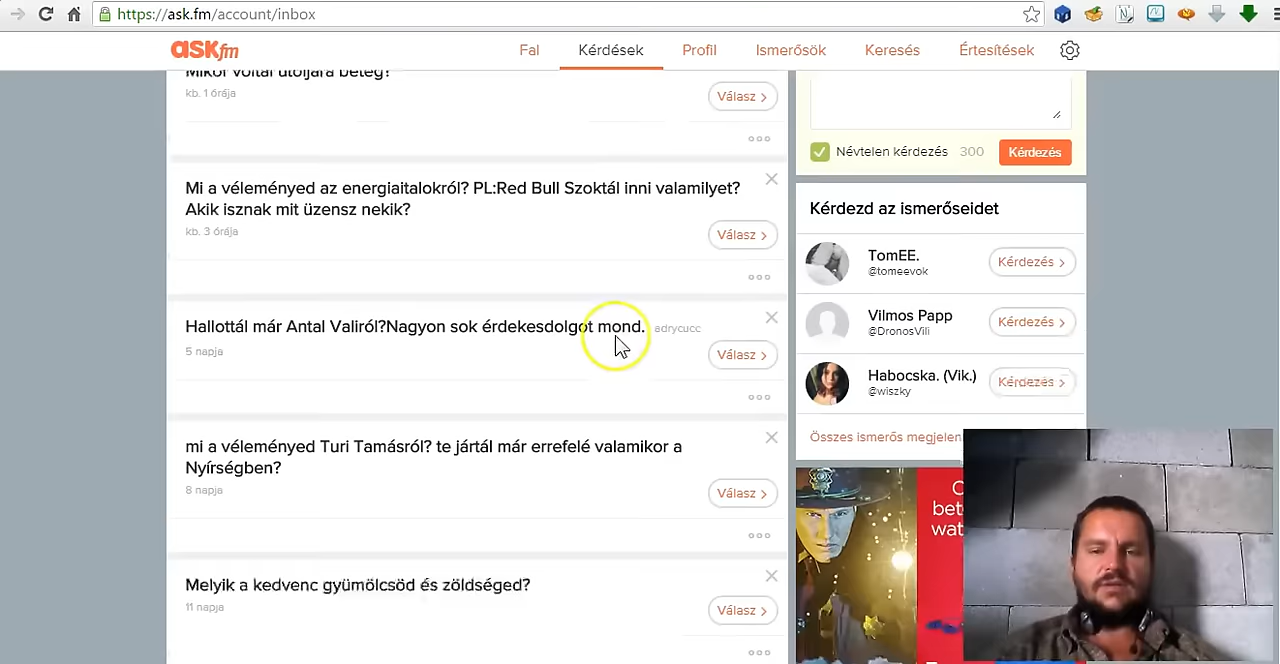 https://ask.fm/account/inbox
ASKfm
Fal
Kérdések
Profil
Ismerősök
Keresés
Értesítések
Mikor voltál utoljára beteg?
kb. 1 órája
Válasz
Mi a véleményed az energiaitalokról? PL:Red Bull Szoktál inni valamilyet?
Akik isznak mit üzensz nekik?
kb. 3 órája
Válasz
Hallottál már Antal Valiról?Nagyon sok érdekesdolgot mond. adrycucc
5 napja
Válasz
mi a véleményed Turi Tamásról? te jártál már errefelé valamikor a
Nyírségben?
8 napja
Válasz
Melyik a kedvenc gyümölcsöd és zöldséged?
11 napja
Válasz
Névtelen kérdezés 300 Kérdezés
Kérdezd az ismerőseidet
TomEE.
@tomeevok
Kérdezés
Vilmos Papp
@DronosVili
Kérdezés
Habocska. (Vik.)
@wiszky
Kérdezés
Összes ismerős megjelen